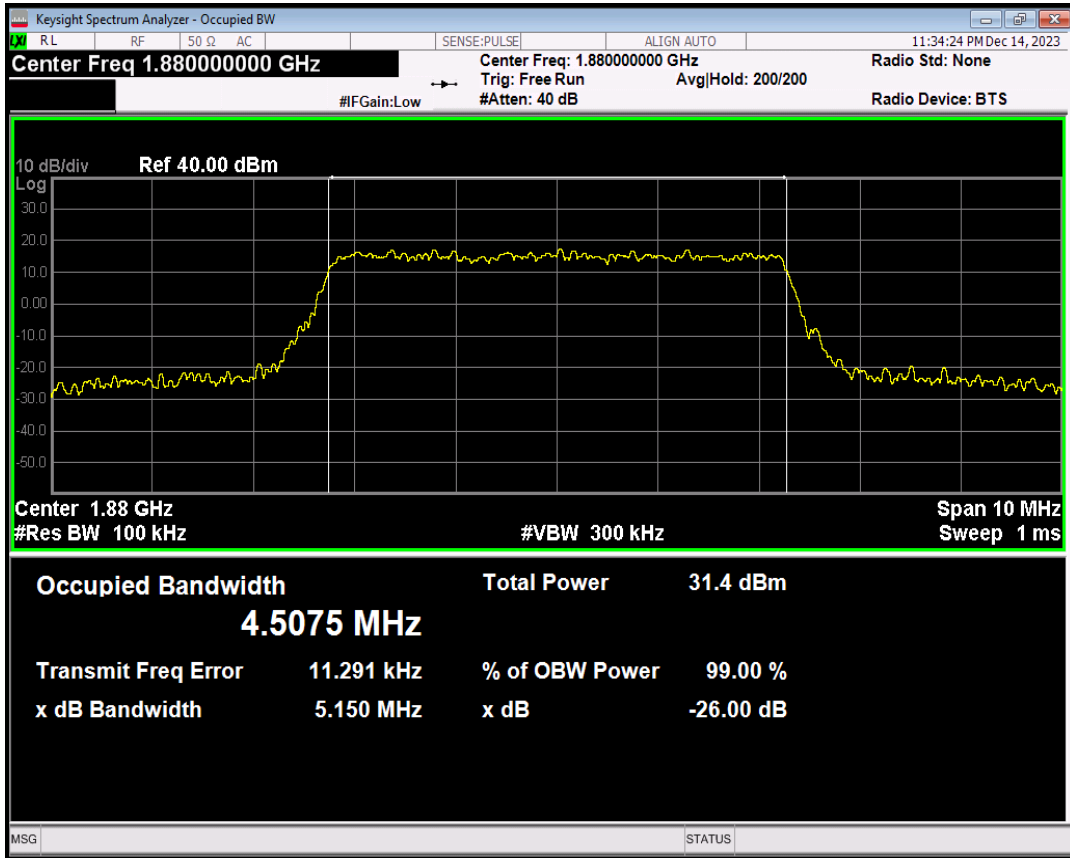 Keysight Spectrum Analyzer - Occupied BW
LXI RL RF 50 Ω AC SENSE:PULSE ALIGN AUTO 11:34:24 PM Dec 14, 2023
Center Freq 1.880000000 GHz Center Freq: 1.880000000 GHz Radio Std: None
Trig: Free Run Avg|Hold: 200/200
#IFGain:Low #Atten: 40 dB Radio Device: BTS
10 dB/div Ref 40.00 dBm
Log
30.0
20.0
10.0
0.00
-10.0
-20.0
-30.0
-40.0
-50.0
Center 1.88 GHz Span 10 MHz
#Res BW 100 kHz #VBW 300 kHz Sweep 1 ms
Occupied Bandwidth Total Power 31.4 dBm
4.5075 MHz
Transmit Freq Error 11.291 kHz % of OBW Power 99.00 %
x dB Bandwidth 5.150 MHz x dB -26.00 dB
MSG STATUS